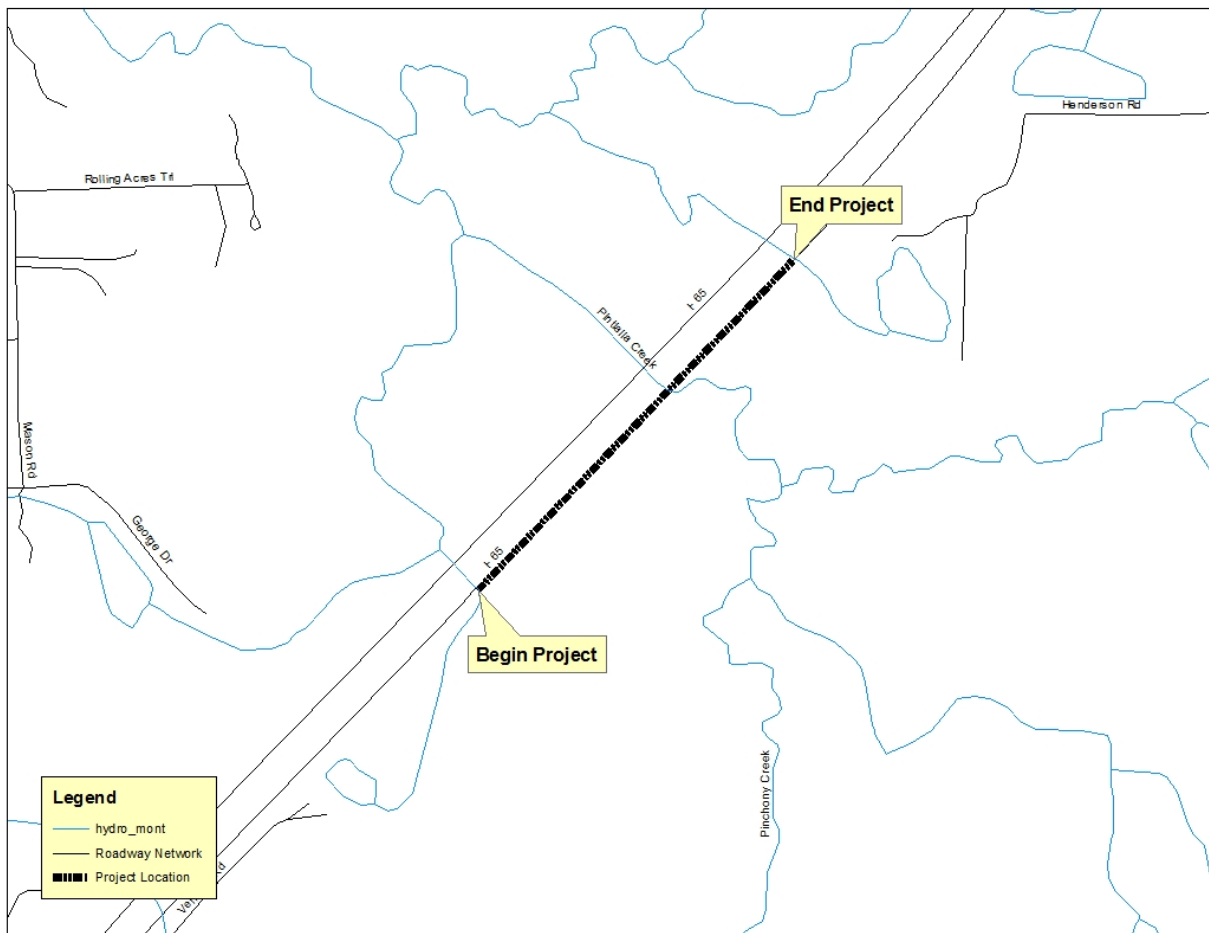 Henderson Rd
Rolling Acres Trl
End Project
I-65
Pintlalla Creek
Mason Rd
George Dr
I-65
Begin Project
Pinchony Creek
Legend
hydro_mont
Roadway Network
Project Location
Rd